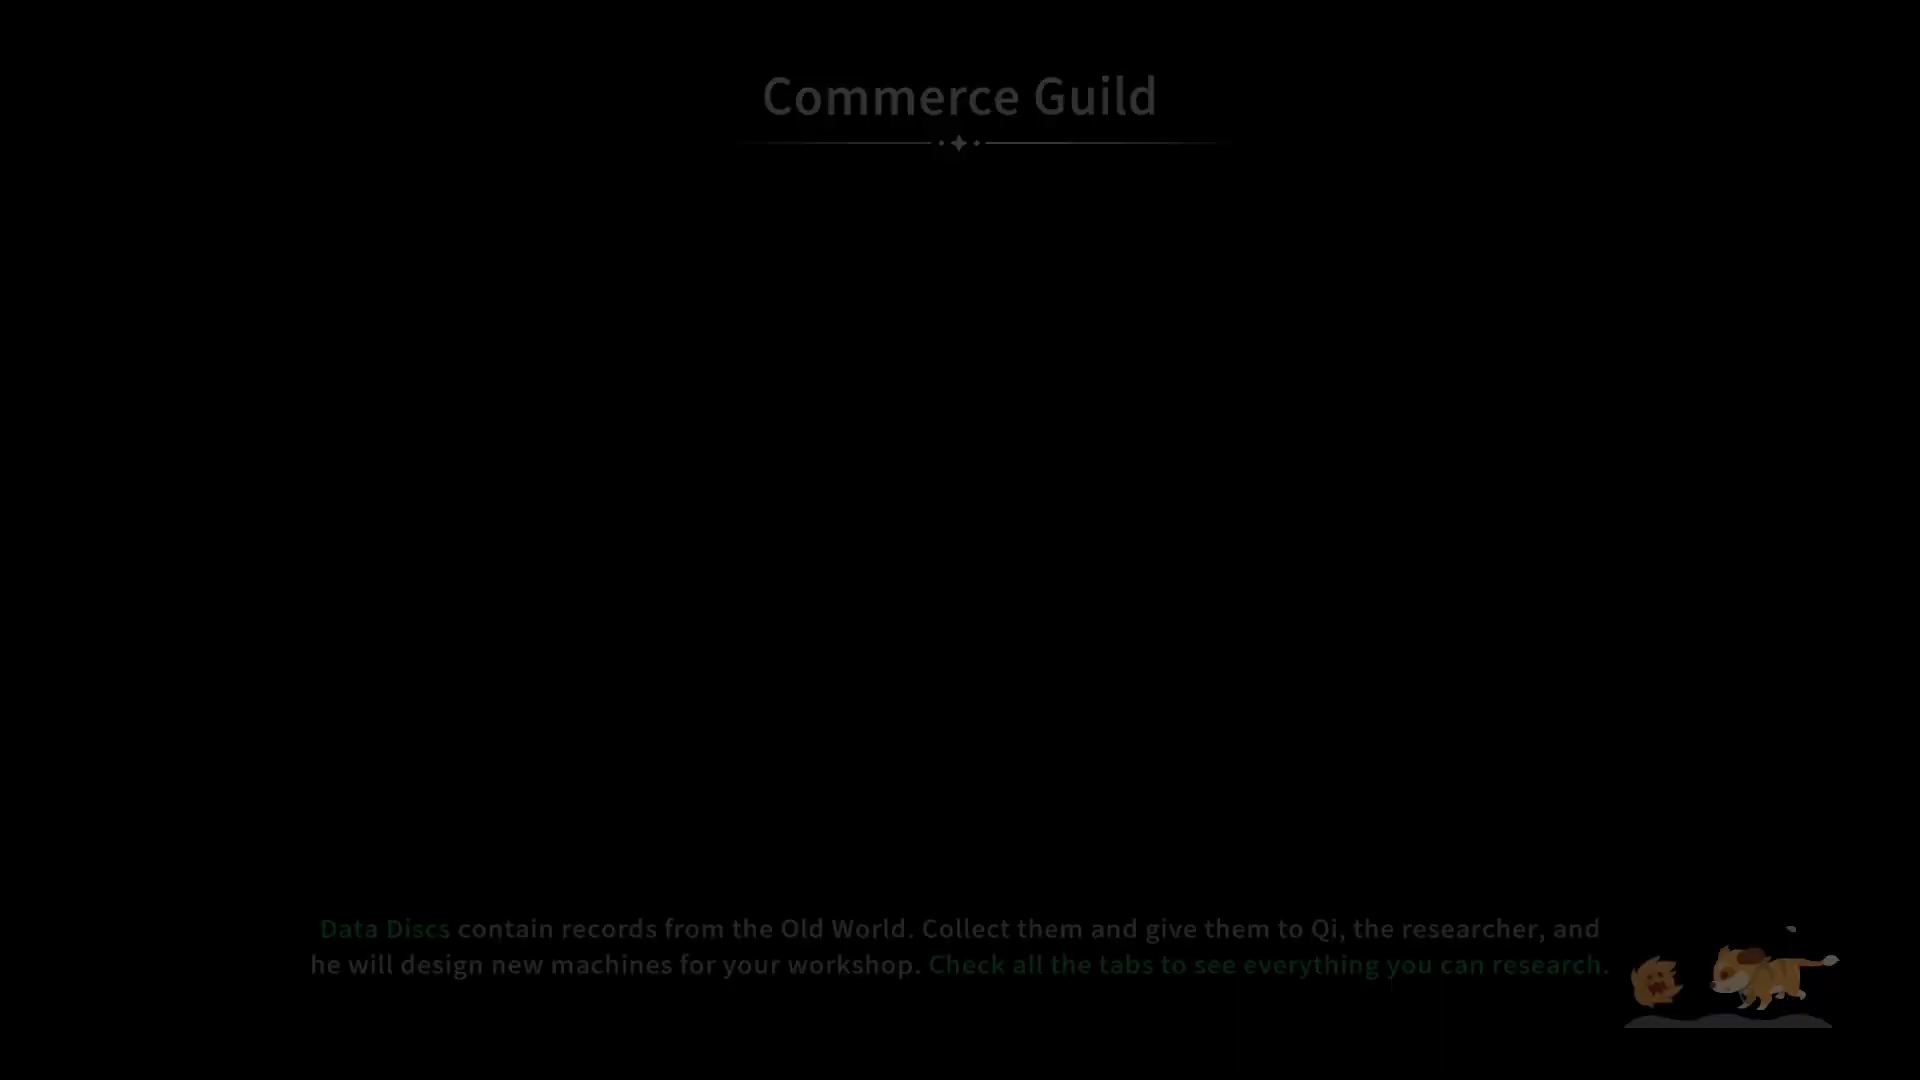 Commerce Guild
Data Discs contain records from the Old World. Collect them and give them to Qi, the researcher, and
he will design new machines for your workshop. Check all the tabs to see everything you can research.